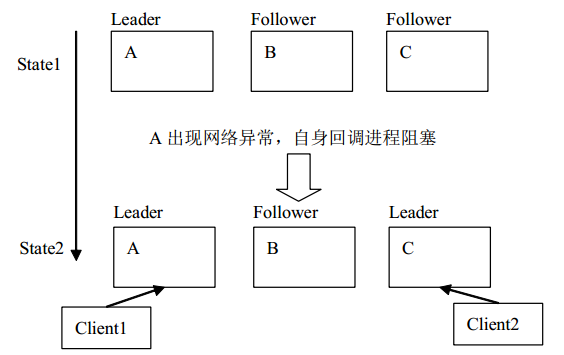 Leader Follower Follower
State1 A B C
A 出现网络异常，自身回调进程阻塞
Leader Follower Leader
State2 A B C
Client1 Client2